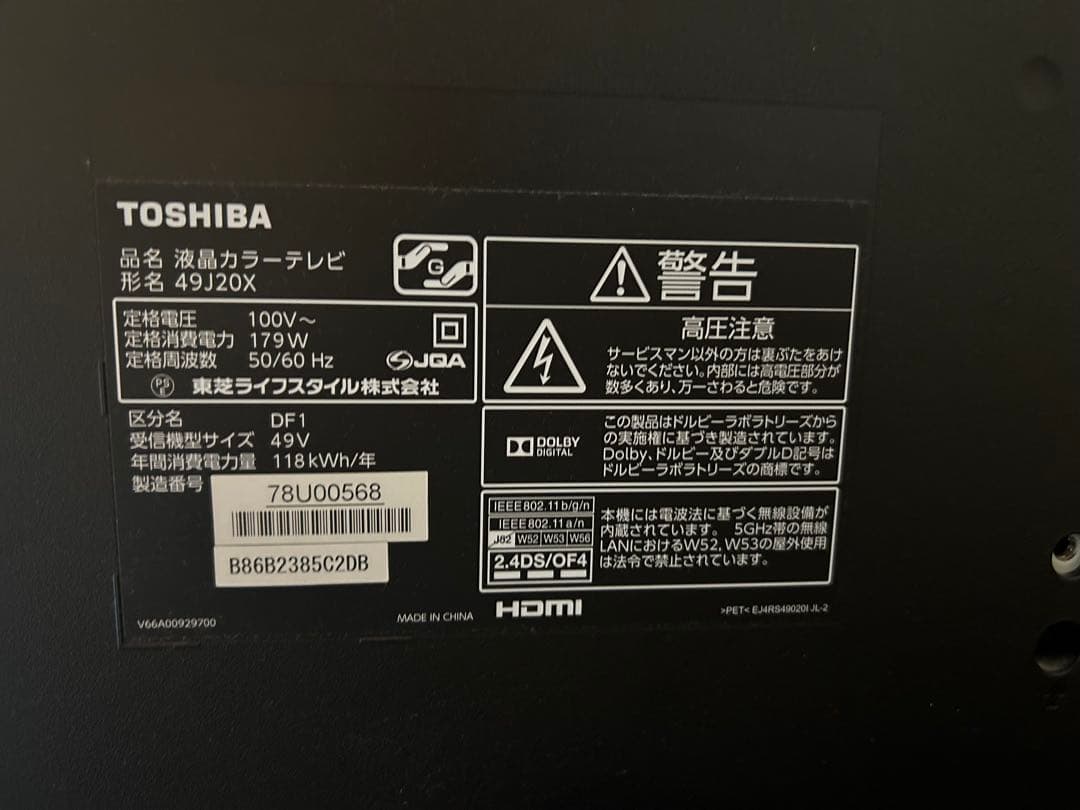 TOSHIBA
品名 液晶カラーテレビ
形名 49J20X
G
定格電圧 100V～
定格消費電力 179W
定格周波数 50/60 Hz
JQA
PS
E
東芝ライフスタイル株式会社
区分名 DF1
受信機型サイズ 49V
年間消費電力量 118kWh/年
製造番号
78U00568
B86B2385C2DB
V66A00929700
MADE IN CHINA
警告
高圧注意
サービスマン以外の方は裏ぶたをあけ
ないでください。内部には高電圧部分が
数多くあり、万一さわると危険です。
DOLBY
DIGITAL
この製品はドルビーラボラトリーズから
の実施権に基づき製造されています。
Dolby、ドルビー及びダブルD記号は
ドルビーラボラトリーズの商標です。
IEEE802.11b/g/n
IEEE802.11a/n
J52 W52 W53 W56
2.4DS/OF4
本機には電波法に基づく無線設備が
内蔵されています。 5GHz帯の無線
LANにおけるW52、W53の屋外使用
は法令で禁止されています。
HDMI
>PET< EJ4RS49020I JL-2